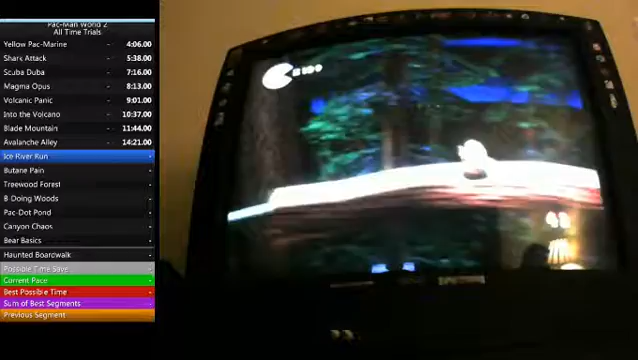 Pac-Man World 2
All Time Trials
Yellow Pac-Marine - 4:06.00
Shark Attack - 5:38.00
Scuba Duba - 7:16.00
Magma Opus - 8:13.00
Volcanic Panic - 9:01.00
Into the Volcano - 10:37.00
Blade Mountain - 11:44.00
Avalanche Alley - 14:21.00
Ice River Run -
Butane Pain -
Treewood Forest -
B-Doing Woods -
Pac-Dot Pond -
Canyon Chaos -
Bear Basics -
Haunted Boardwalk -
Possible Time Save -
Current Pace -
Best Possible Time -
Sum of Best Segments -
Previous Segment -